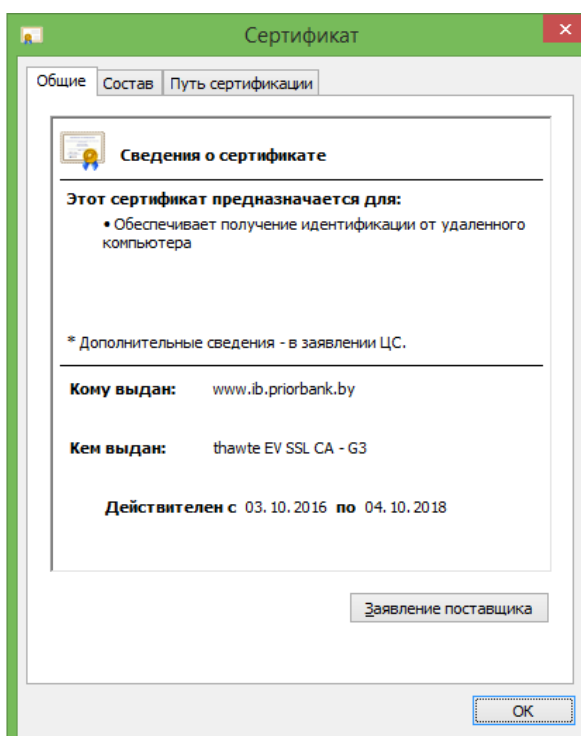 Сертификат
Общие Состав Путь сертификации
Сведения о сертификате
Этот сертификат предназначается для:
• Обеспечивает получение идентификации от удаленного
компьютера
* Дополнительные сведения - в заявлении ЦС.
Кому выдан: www.ib.priorbank.by
Кем выдан: thawte EV SSL CA - G3
Действителен с 03. 10. 2016 по 04. 10. 2018
Заявление поставщика
ОК